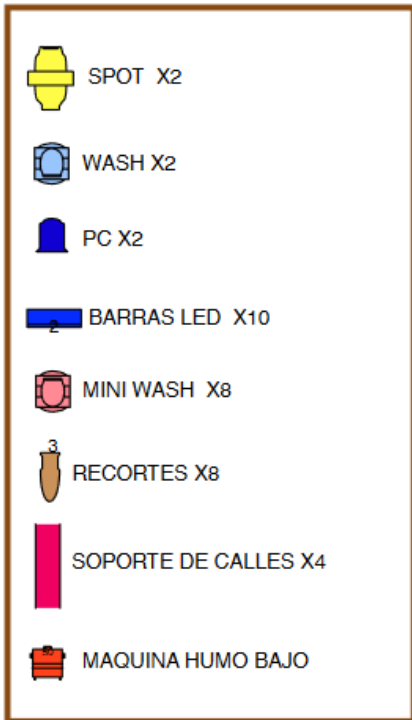 SPOT X2
WASH X2
PC X2
BARRAS LED X10
2
MINI WASH X8
3
RECORTES X8
SOPORTE DE CALLES X4
MAQUINA HUMO BAJO